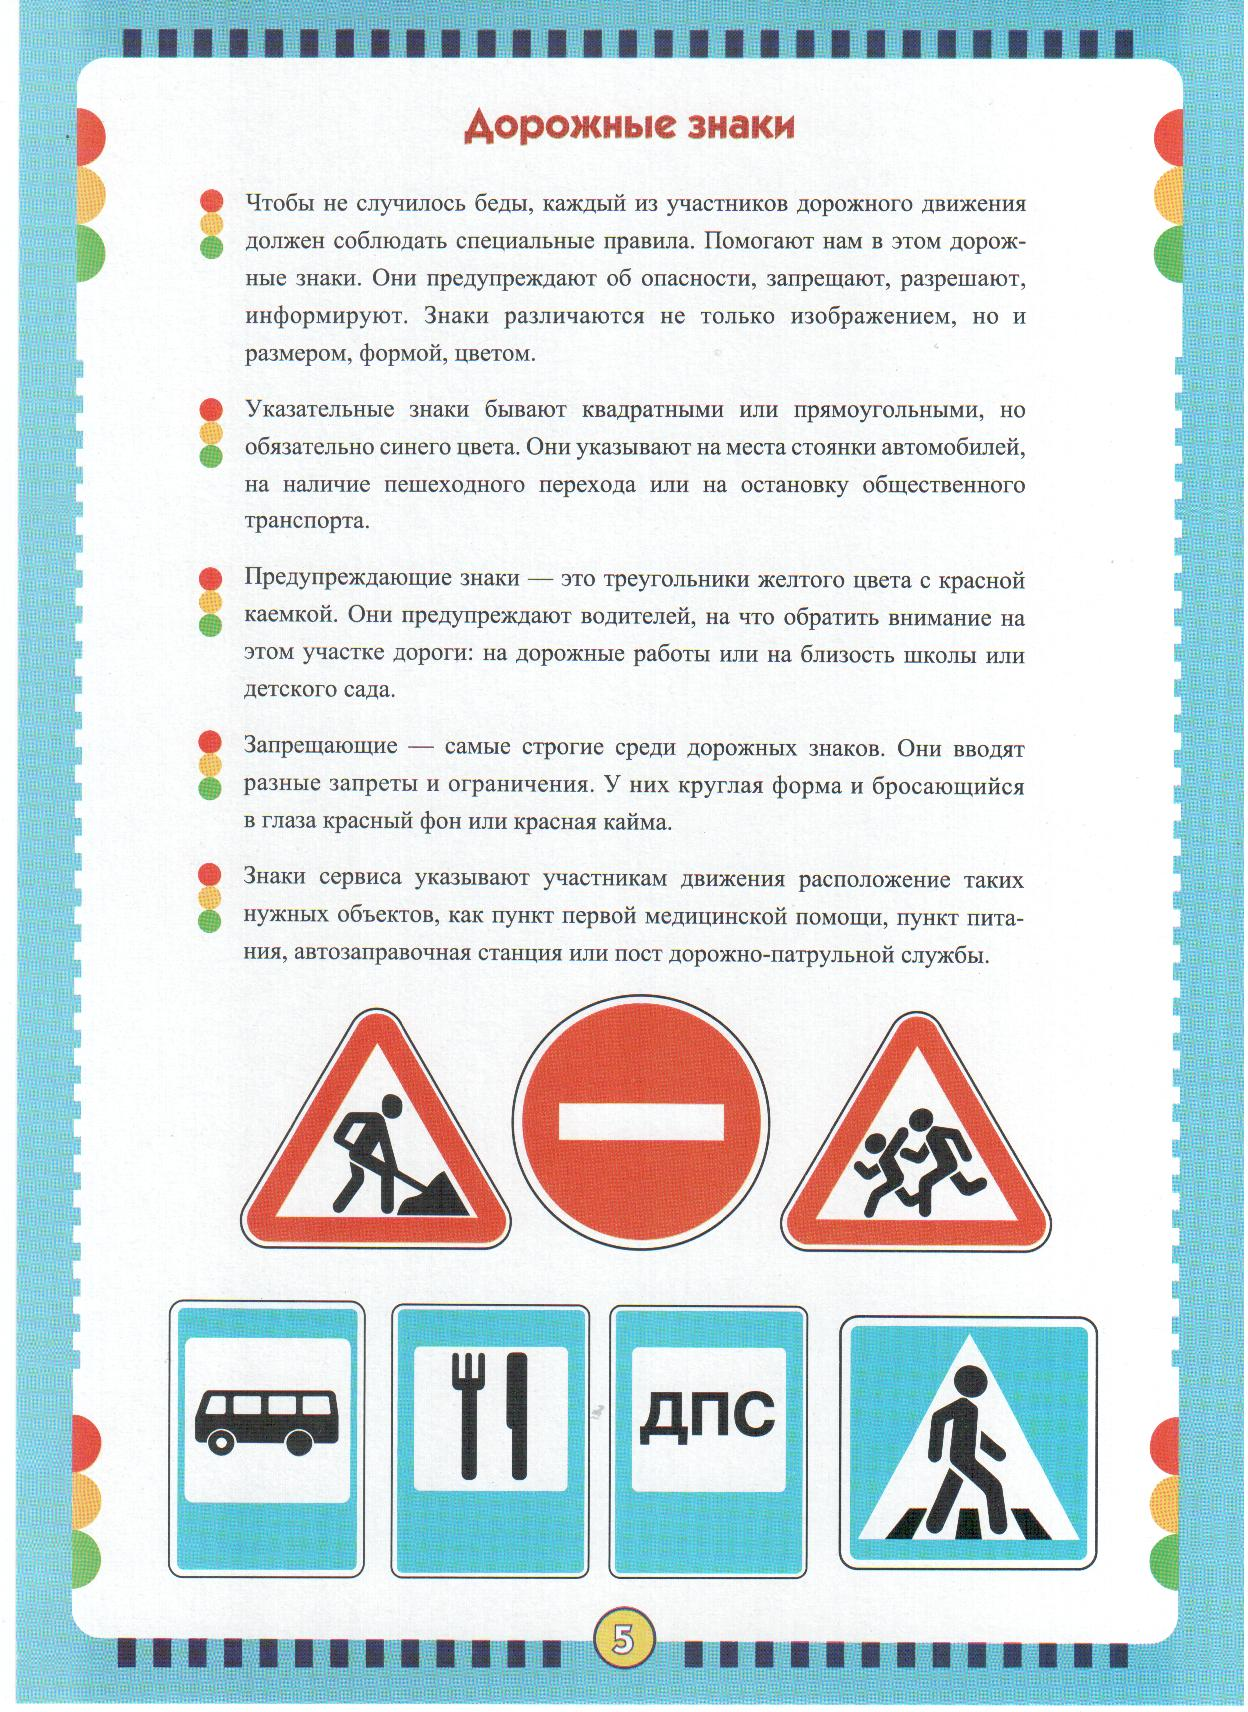 Дорожные знаки
Чтобы не случилось беды, каждый из участников дорожного движения
должен соблюдать специальные правила. Помогают нам в этом дорож-
ные знаки. Они предупреждают об опасности, запрещают, разрешают,
информируют. Знаки различаются не только изображением, но и
размером, формой, цветом.
Указательные знаки бывают квадратными или прямоугольными, но
обязательно синего цвета. Они указывают на места стоянки автомобилей,
на наличие пешеходного перехода или на остановку общественного
транспорта.
Предупреждающие знаки — это треугольники желтого цвета с красной
каемкой. Они предупреждают водителей, на что обратить внимание на
этом участке дороги: на дорожные работы или на близость школы или
детского сада.
Запрещающие — самые строгие среди дорожных знаков. Они вводят
разные запреты и ограничения. У них круглая форма и бросающийся
в глаза красный фон или красная кайма.
Знаки сервиса указывают участникам движения расположение таких
нужных объектов, как пункт первой медицинской помощи, пункт пита-
ния, автозаправочная станция или пост дорожно-патрульной службы.
ДПС
5